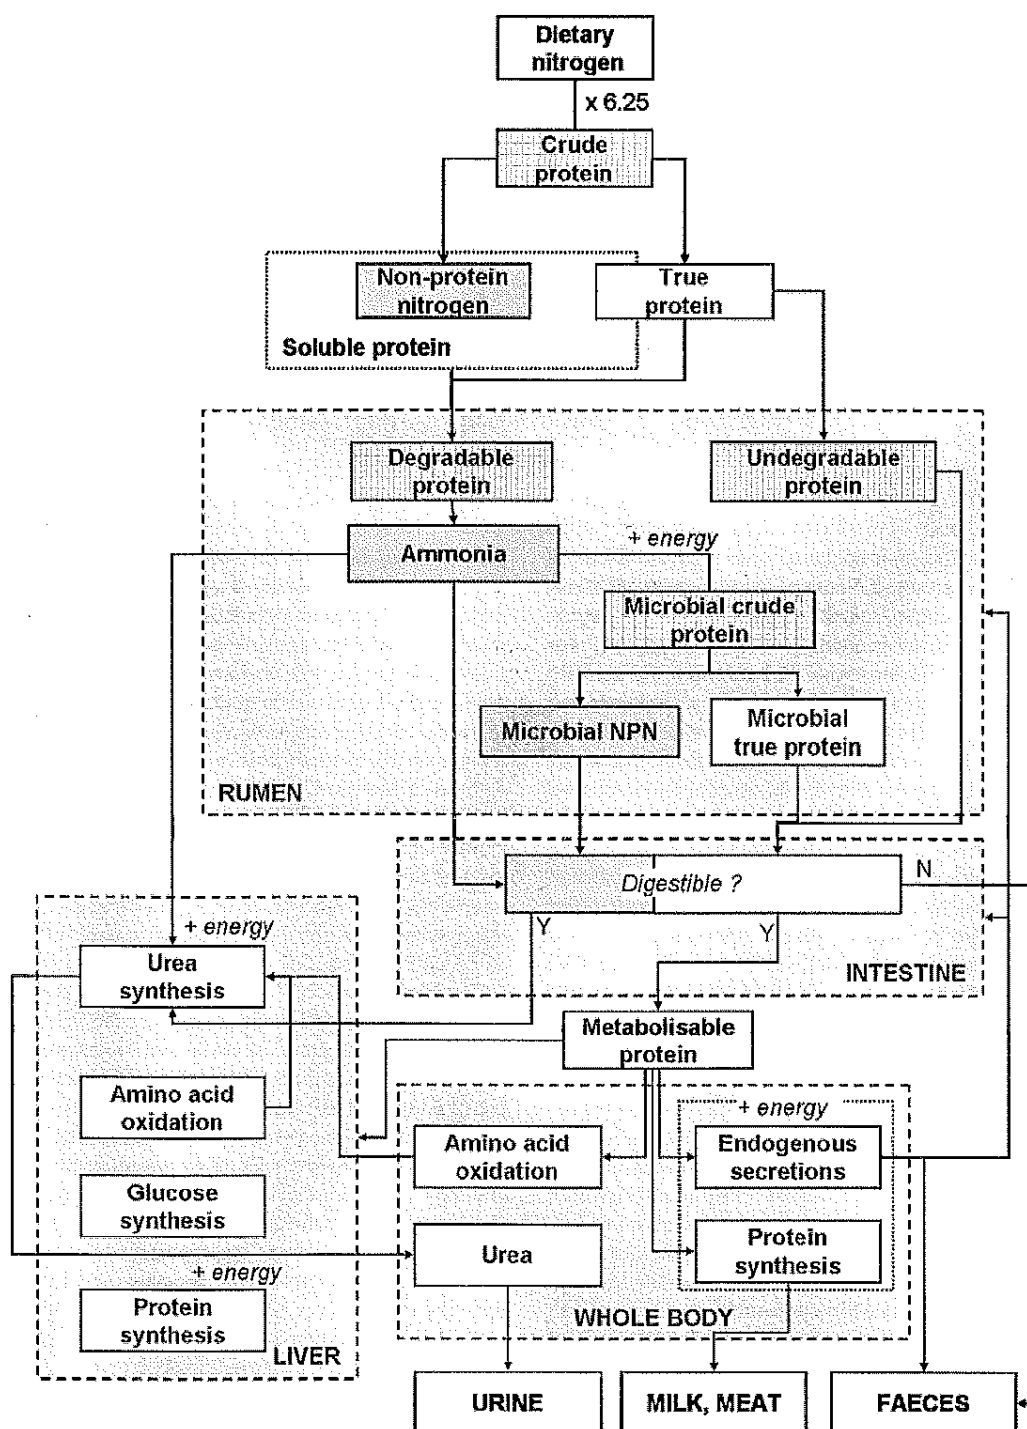 Dietary
nitrogen
x 6.25
Crude
protein
Non-protein
nitrogen
True
protein
Soluble protein
Degradable
protein
Undegradable
protein
Ammonia
+ energy
Microbial crude
protein
Microbial NPN
Microbial
true protein
RUMEN
Digestible ?
N
Y
Y
INTESTINE
+ energy
Urea
synthesis
Metabolisable
protein
Amino acid
oxidation
+ energy
Amino acid
oxidation
Endogenous
secretions
Glucose
synthesis
Urea
Protein
synthesis
+ energy
Protein
synthesis
LIVER
WHOLE BODY
URINE
MILK, MEAT
FAECES